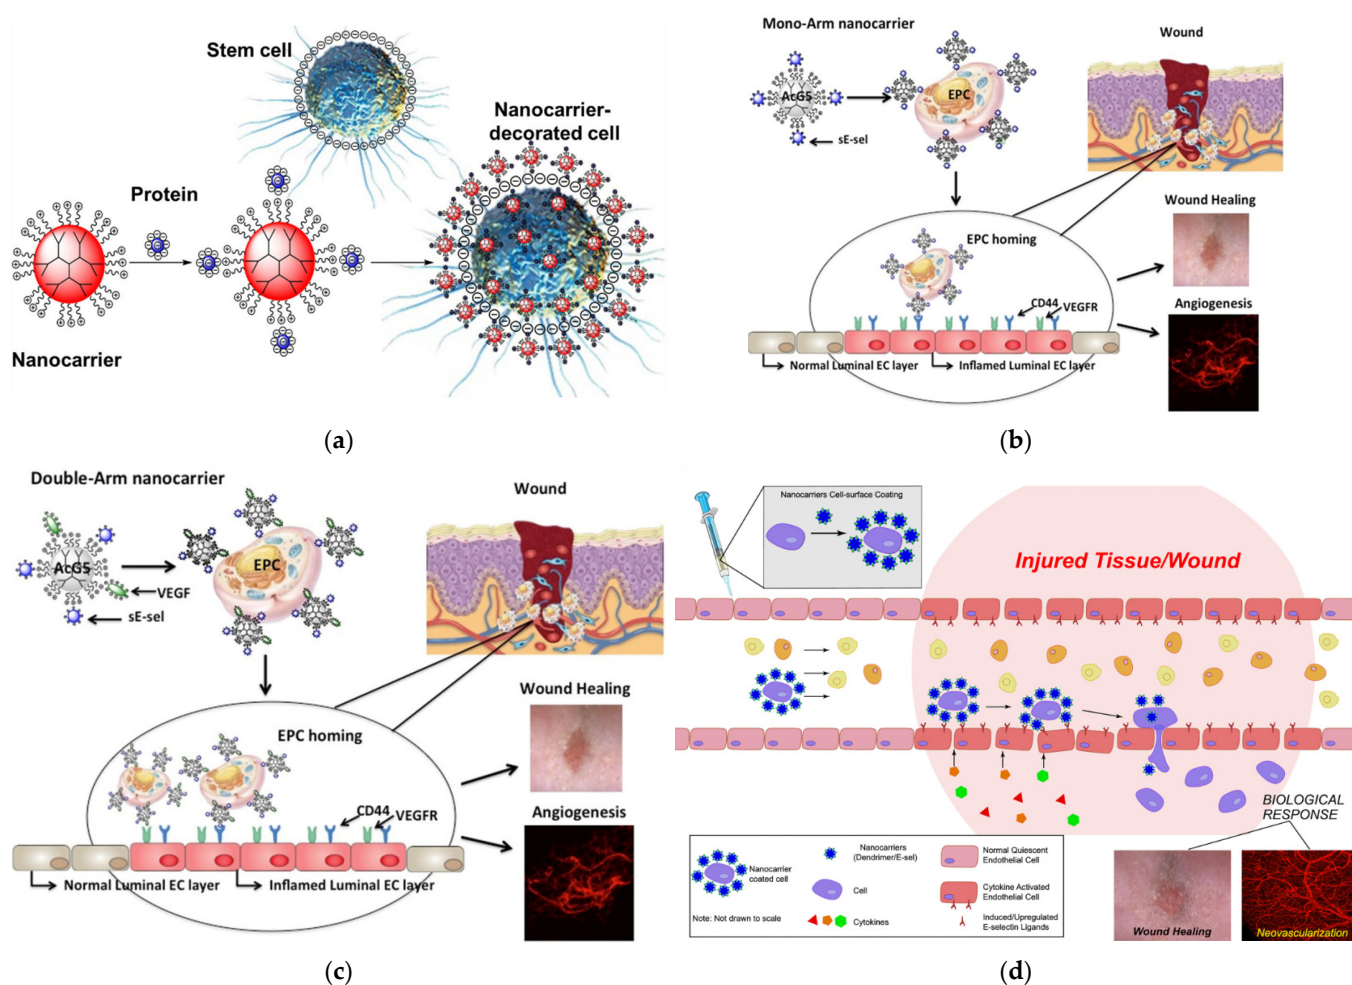 Stem cell
Nanocarrier-
decorated cell
Protein
Nanocarrier
(a)
Mono-Arm nanocarrier
Wound
AcG5
EPC
sE-sel
Wound Healing
EPC homing
CD44
VEGFR
Angiogenesis
Normal Luminal EC layer
Inflamed Luminal EC layer
(b)
Double-Arm nanocarrier
Wound
AcG5
EPC
VEGF
sE-sel
Wound Healing
EPC homing
CD44
VEGFR
Angiogenesis
Normal Luminal EC layer
Inflamed Luminal EC layer
(c)
Nanocarriers Cell-surface Coating
Injured Tissue/Wound
BIOLOGICAL
RESPONSE
Nanocarrier
coated cell
Note: Not drawn to scale
Nanocarriers
(Dendrimer/E-sel)
Cell
Cytokines
Normal Quiescent
Endothelial Cell
Cytokine Activated
Endothelial Cell
Induced/Upregulated
E-selectin Ligands
Wound Healing
Neovascularization
(d)